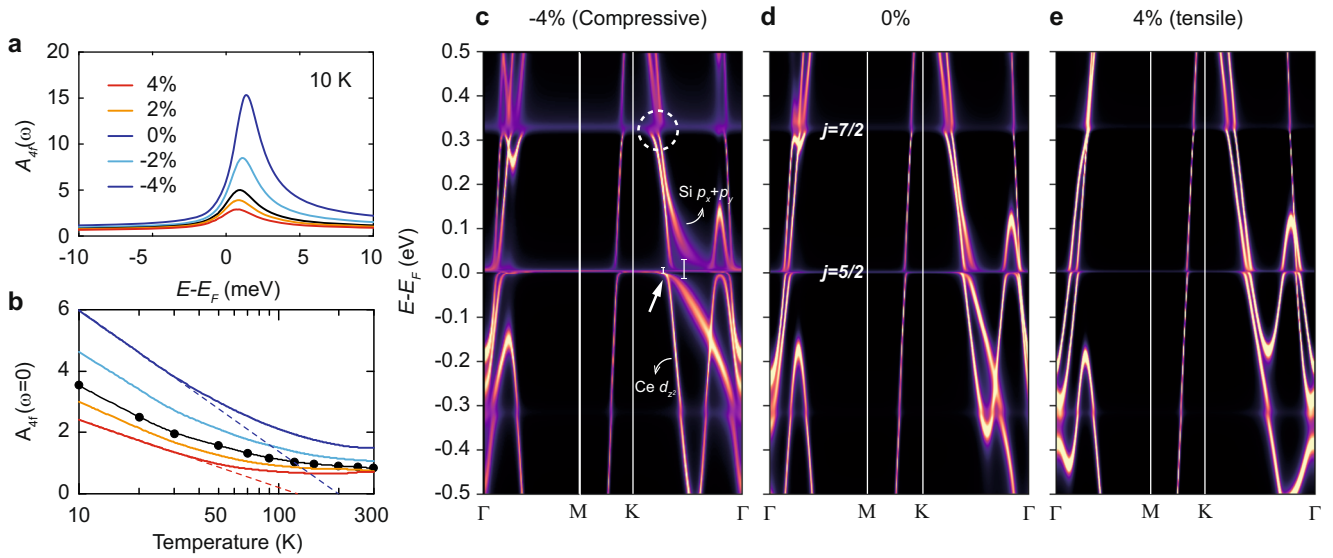 a
20
15
10
5
0
A4f(ω)
10 K
4%
2%
0%
-2%
-4%
-10
-5
0
5
10
E-EF (meV)
b
6
4
2
0
A4f(ω=0)
10
50
100
300
Temperature (K)
c
-4% (Compressive)
0.5
0.4
0.3
0.2
0.1
0.0
-0.1
-0.2
-0.3
-0.4
-0.5
E-EF (eV)
Si px+py
Ce dz2
Γ
M
K
Γ
d
0%
j=7/2
j=5/2
Γ
M
K
Γ
e
4% (tensile)
Γ
M
K
Γ